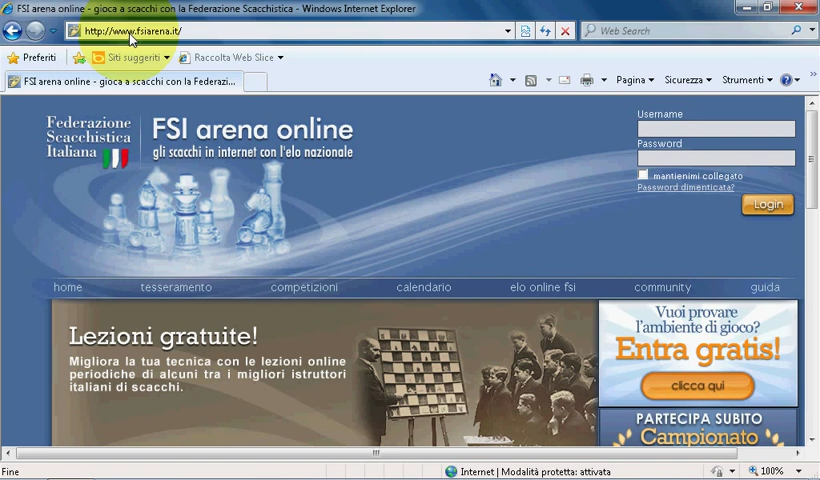 FSI arena online - gioca a scacchi con la Federazione Scacchistica - Windows Internet Explorer
http://www.fsiarena.it/
Web Search
Preferiti
Siti suggeriti
Raccolta Web Slice
FSI arena online - gioca a scacchi con la Federazi...
Pagina
Sicurezza
Strumenti
Federazione
Scacchistica
Italiana
FSI arena online
gli scacchi in internet con l'elo nazionale
Username
Password
mantienimi collegato
Password dimenticata?
Login
home
tesseramento
competizioni
calendario
elo online fsi
community
guida
Lezioni gratuite!
Migliora la tua tecnica con le lezioni online
periodiche di alcuni tra i migliori istruttori
italiani di scacchi.
Vuoi provare
l'ambiente di gioco?
Entra gratis!
clicca qui
PARTECIPA SUBITO
Campionato
Fine
Internet | Modalità protetta: attivata
100%